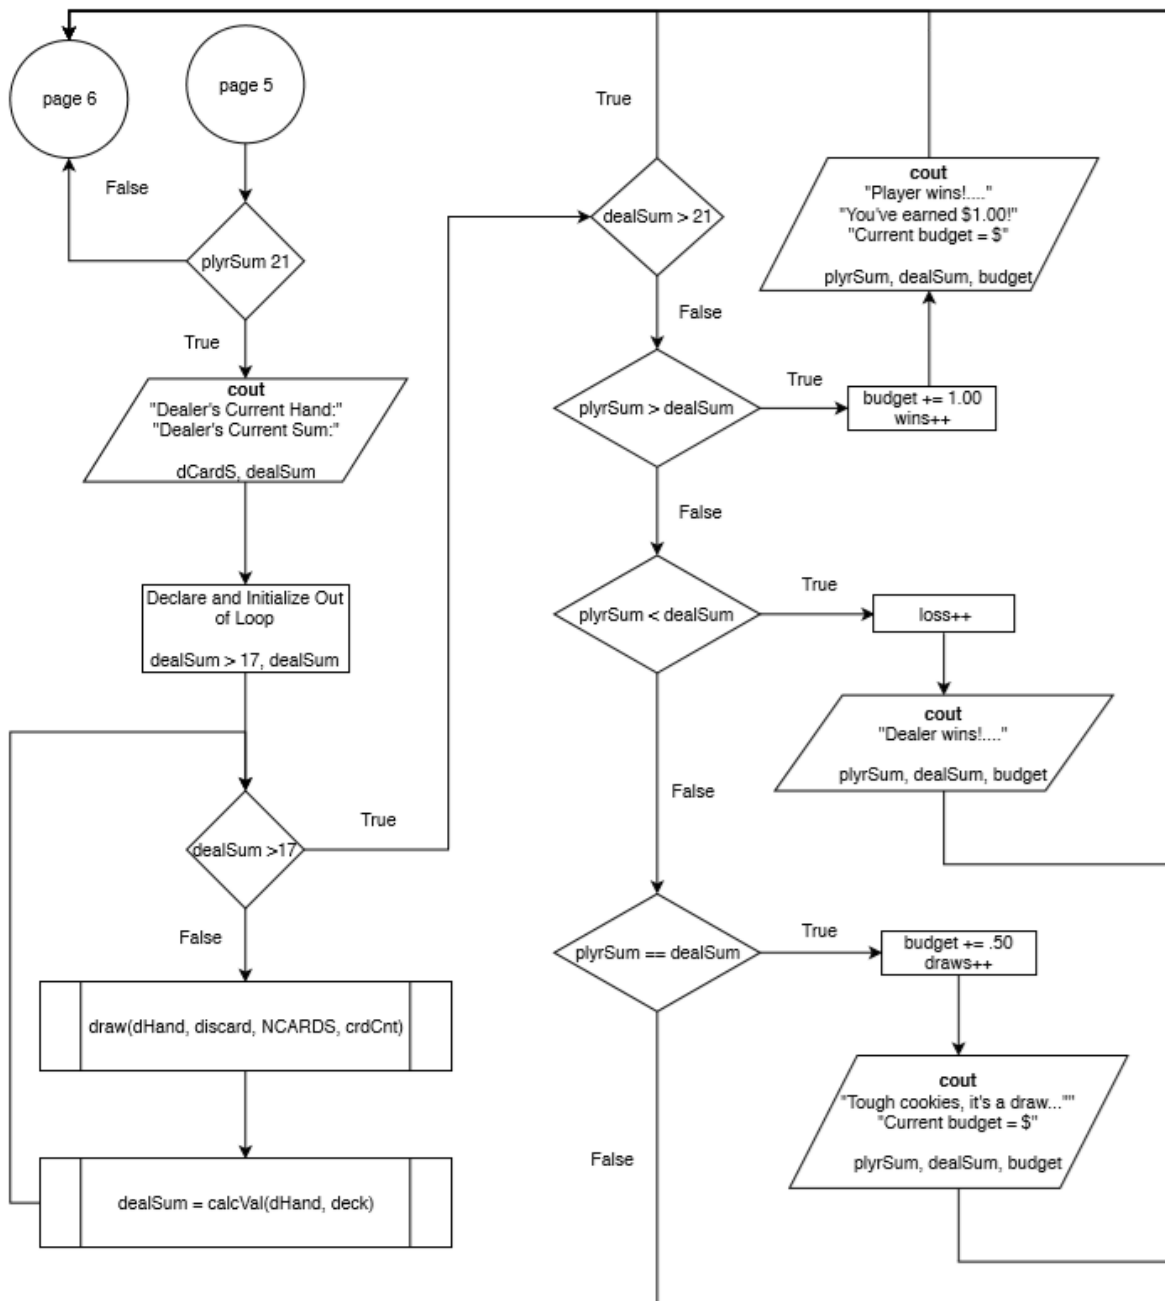 page 6
page 5
False
plyrSum 21
True
cout
"Dealer's Current Hand:"
"Dealer's Current Sum:"
dCardS, dealSum
Declare and Initialize Out
of Loop
dealSum > 17, dealSum
dealSum >17
True
False
draw(dHand, discard, NCARDS, crdCnt)
dealSum = calcVal(dHand, deck)
True
dealSum > 21
False
plyrSum > dealSum
True
budget += 1.00
wins++
cout
"Player wins!...."
"You've earned $1.00!"
"Current budget = $"
plyrSum, dealSum, budget
False
plyrSum < dealSum
True
loss++
cout
"Dealer wins!...."
plyrSum, dealSum, budget
False
plyrSum == dealSum
True
budget += .50
draws++
cout
"Tough cookies, it's a draw...""
"Current budget = $"
plyrSum, dealSum, budget
False